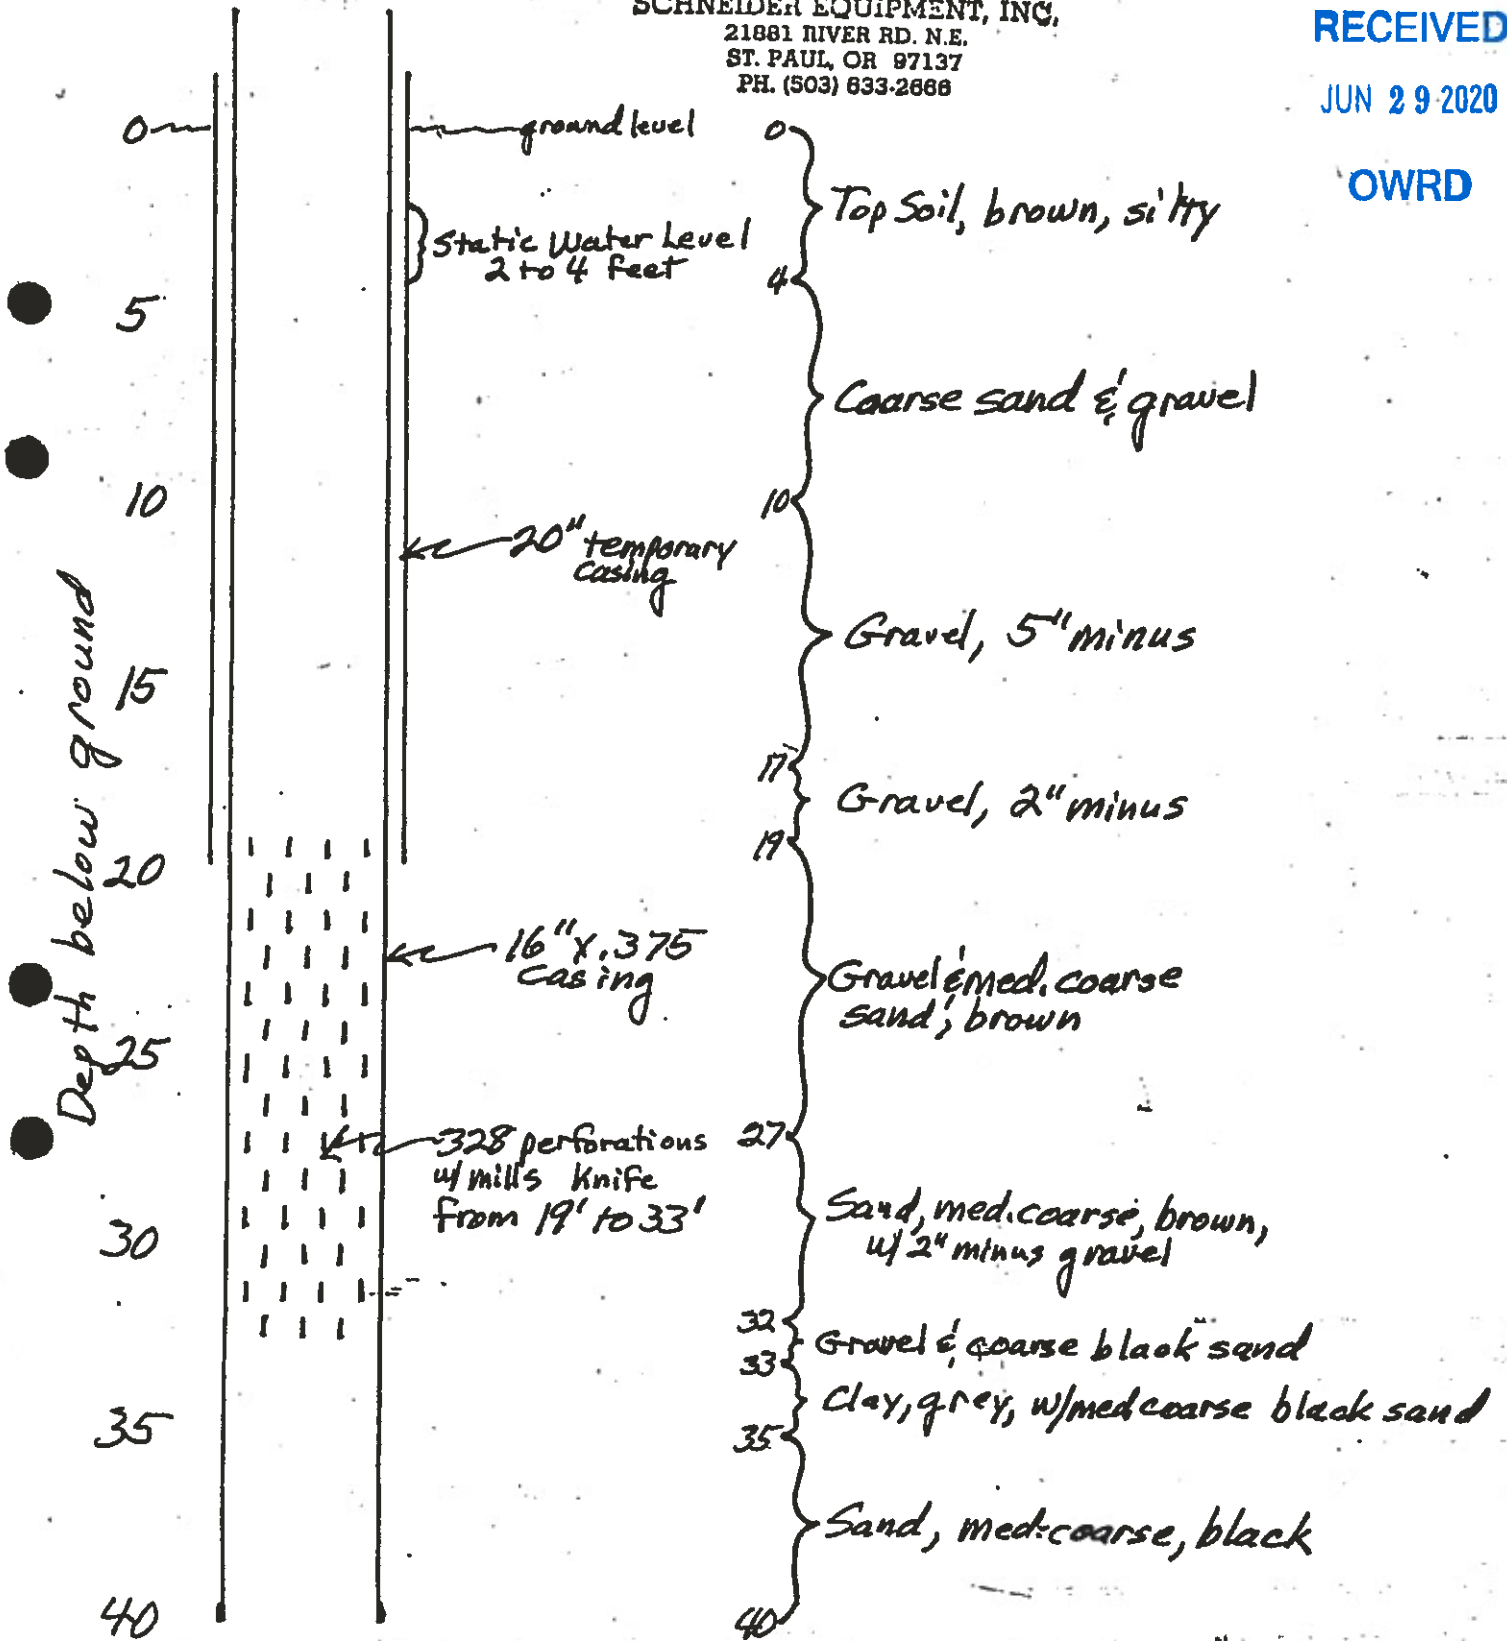 SCHNEIDER EQUIPMENT, INC.
21881 RIVER RD. N.E.
ST. PAUL, OR 97137
PH. (503) 633-2666
RECEIVED
JUN 29 2020
OWRD
Depth below ground
0
5
10
15
20
25
30
35
40
ground level
Static Water Level
2 to 4 feet
20" temporary
casing
16" x .375
Casing
328 perforations
w/ mills Knife
from 19' to 33'
0
Top Soil, brown, silty
4
Coarse sand & gravel
10
Gravel, 5" minus
17
Gravel, 2" minus
19
Gravel & med. coarse
sand, brown
27
Sand, med. coarse, brown,
w/ 2" minus gravel
32
Gravel & coarse black sand
33
Clay, grey, w/ med coarse black sand
35
Sand, med. coarse, black
40